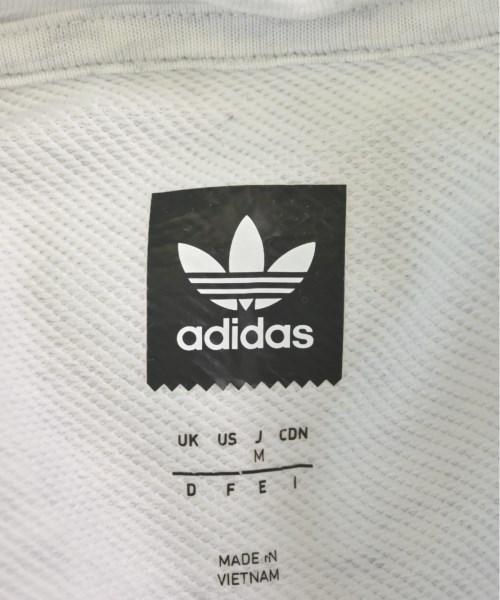 adidas
UK US J CDN
M
D F E I
MADE IN
VIETNAM